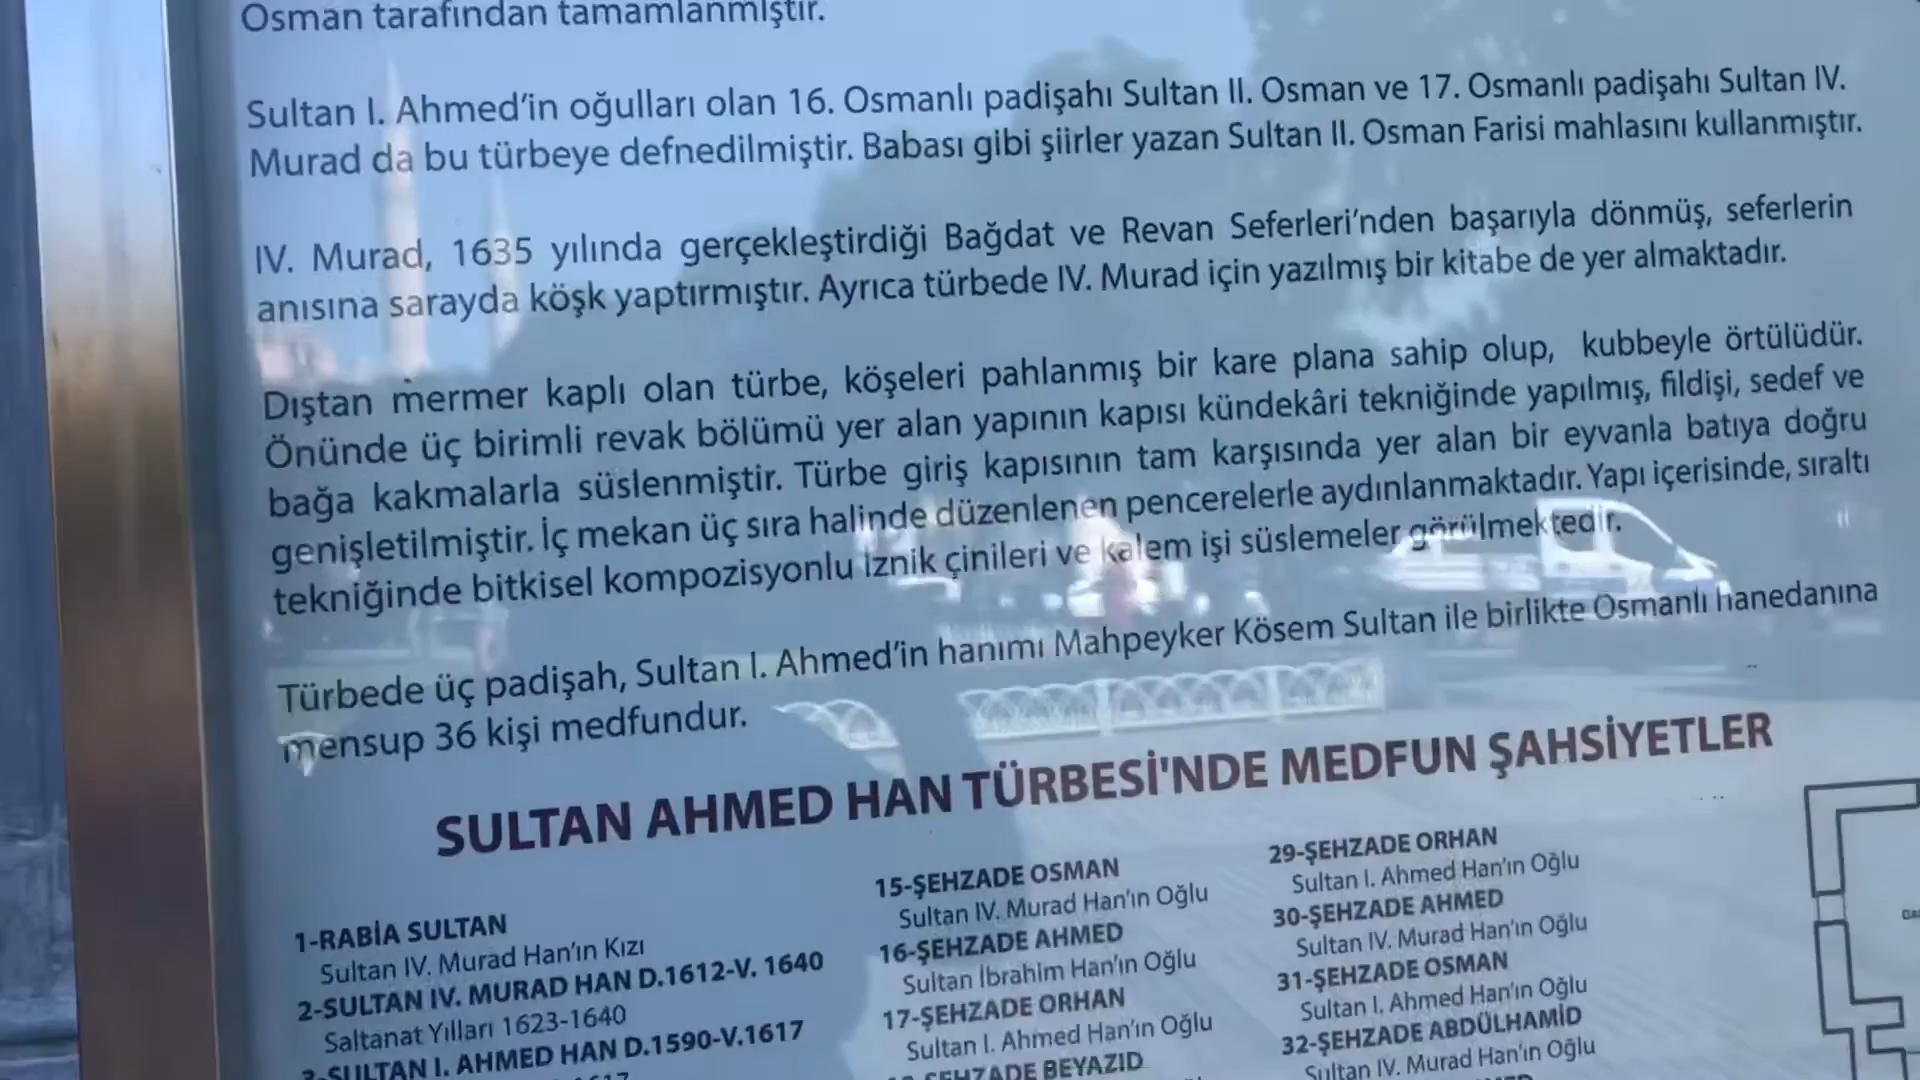 Osman tarafından tamamlanmıştır.
Sultan I. Ahmed'in oğulları olan 16. Osmanlı padişahı Sultan II. Osman ve 17. Osmanlı padişahı Sultan IV.
Murad da bu türbeye defnedilmiştir. Babası gibi şiirler yazan Sultan II. Osman Farisi mahlasını kullanmıştır.
IV. Murad, 1635 yılında gerçekleştirdiği Bağdat ve Revan Seferleri'nden başarıyla dönmüş, seferlerin
anısına sarayda köşk yaptırmıştır. Ayrıca türbede IV. Murad için yazılmış bir kitabe de yer almaktadır.
Dıştan mermer kaplı olan türbe, köşeleri pahlanmış bir kare plana sahip olup, kubbeyle örtülüdür.
Önünde üç birimli revak bölümü yer alan yapının kapısı kündekâri tekniğinde yapılmış, fildişi, sedef ve
bağa kakmalarla süslenmiştir. Türbe giriş kapısının tam karşısında yer alan bir eyvanla batıya doğru
genişletilmiştir. İç mekan üç sıra halinde düzenlenen pencerelerle aydınlanmaktadır. Yapı içerisinde, sıraltı
tekniğinde bitkisel kompozisyonlu İznik çinileri ve kalem işi süslemeler görülmektedir.
Türbede üç padişah, Sultan I. Ahmed'in hanımı Mahpeyker Kösem Sultan ile birlikte Osmanlı hanedanına
mensup 36 kişi medfundur.
SULTAN AHMED HAN TÜRBESİ'NDE MEDFUN ŞAHSİYETLER
1-RABİA SULTAN
Sultan IV. Murad Han'ın Kızı
2-SULTAN IV. MURAD HAN D.1612-V. 1640
Saltanat Yılları 1623-1640
3-SULTAN I. AHMED HAN D.1590-V.1617
15-ŞEHZADE OSMAN
Sultan IV. Murad Han'ın Oğlu
16-ŞEHZADE AHMED
Sultan İbrahim Han'ın Oğlu
17-ŞEHZADE ORHAN
Sultan I. Ahmed Han'ın Oğlu
ŞEHZADE BEYAZID
29-ŞEHZADE ORHAN
Sultan I. Ahmed Han'ın Oğlu
30-ŞEHZADE AHMED
Sultan IV. Murad Han'ın Oğlu
31-ŞEHZADE OSMAN
Sultan I. Ahmed Han'ın Oğlu
32-ŞEHZADE ABDÜLHAMİD
Sultan IV. Murad Han'ın Oğlu